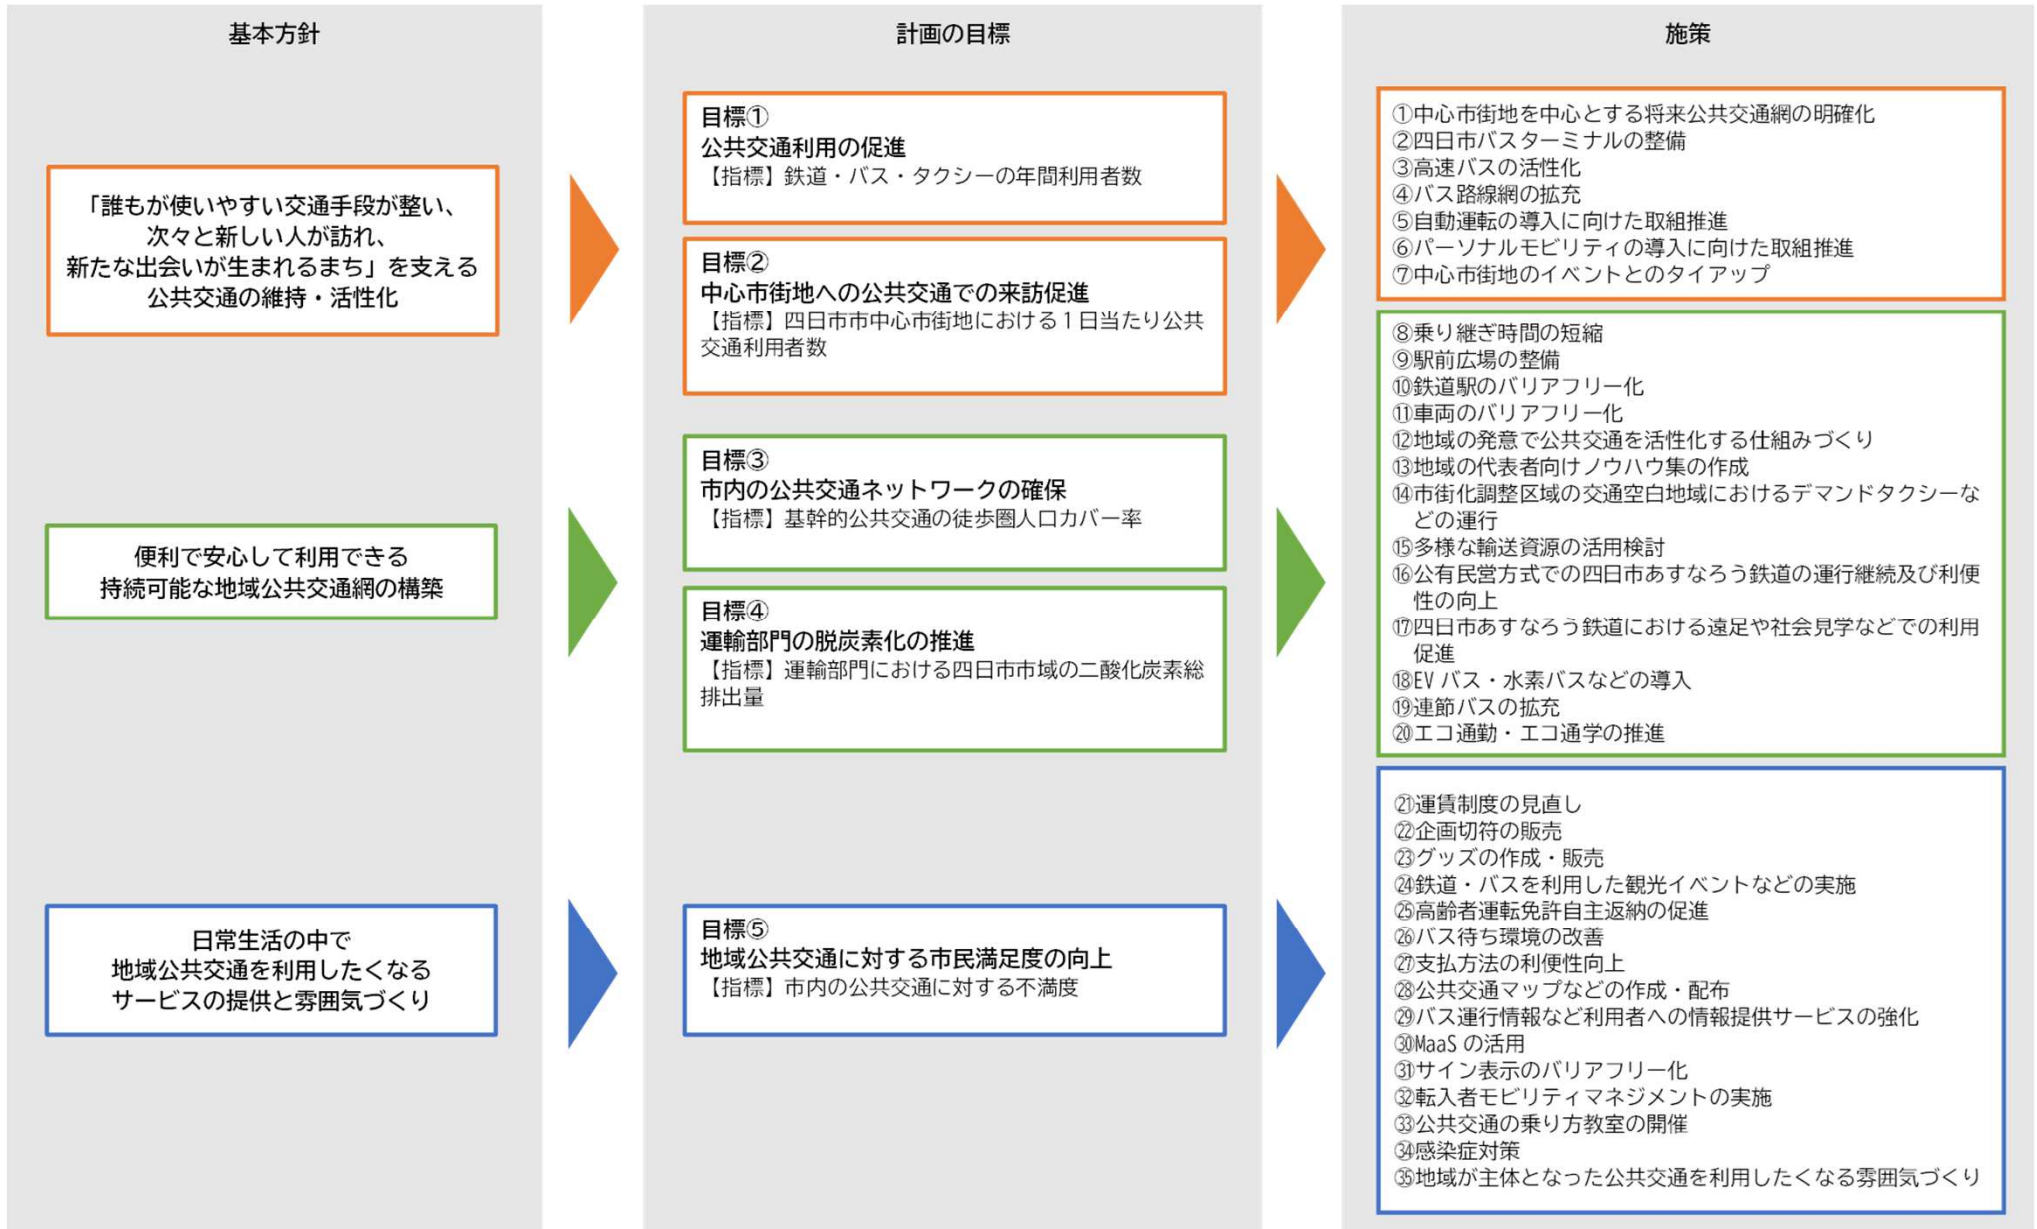 基本方針
「誰もが使いやすい交通手段が整い、
次々と新しい人が訪れ、
新たな出会いが生まれるまち」を支える
公共交通の維持・活性化
便利で安心して利用できる
持続可能な地域公共交通網の構築
日常生活の中で
地域公共交通を利用したくなる
サービスの提供と雰囲気づくり
計画の目標
目標①
公共交通利用の促進
【指標】鉄道・バス・タクシーの年間利用者数
目標②
中心市街地への公共交通での来訪促進
【指標】四日市市中心市街地における１日当たり公共
交通利用者数
目標③
市内の公共交通ネットワークの確保
【指標】基幹的公共交通の徒歩圏人口カバー率
目標④
運輸部門の脱炭素化の推進
【指標】運輸部門における四日市市域の二酸化炭素総
排出量
目標⑤
地域公共交通に対する市民満足度の向上
【指標】市内の公共交通に対する不満度
施策
①中心市街地を中心とする将来公共交通網の明確化
②四日市バスターミナルの整備
③高速バスの活性化
④バス路線網の拡充
⑤自動運転の導入に向けた取組推進
⑥パーソナルモビリティの導入に向けた取組推進
⑦中心市街地のイベントとのタイアップ
⑧乗り継ぎ時間の短縮
⑨駅前広場の整備
⑩鉄道駅のバリアフリー化
⑪車両のバリアフリー化
⑫地域の発意で公共交通を活性化する仕組みづくり
⑬地域の代表者向けノウハウ集の作成
⑭市街化調整区域の交通空白地域におけるデマンドタクシーな
どの運行
⑮多様な輸送資源の活用検討
⑯公有民営方式での四日市あすなろう鉄道の運行継続及び利便
性の向上
⑰四日市あすなろう鉄道における遠足や社会見学などでの利用
促進
⑱EV バス・水素バスなどの導入
⑲連節バスの拡充
⑳エコ通勤・エコ通学の推進
㉑運賃制度の見直し
㉒企画切符の販売
㉓グッズの作成・販売
㉔鉄道・バスを利用した観光イベントなどの実施
㉕高齢者運転免許自主返納の促進
㉖バス待ち環境の改善
㉗支払方法の利便性向上
㉘公共交通マップなどの作成・配布
㉙バス運行情報など利用者への情報提供サービスの強化
㉚MaaS の活用
㉛サイン表示のバリアフリー化
㉜転入者モビリティマネジメントの実施
㉝公共交通の乗り方教室の開催
㉞感染症対策
㉟地域が主体となった公共交通を利用したくなる雰囲気づくり